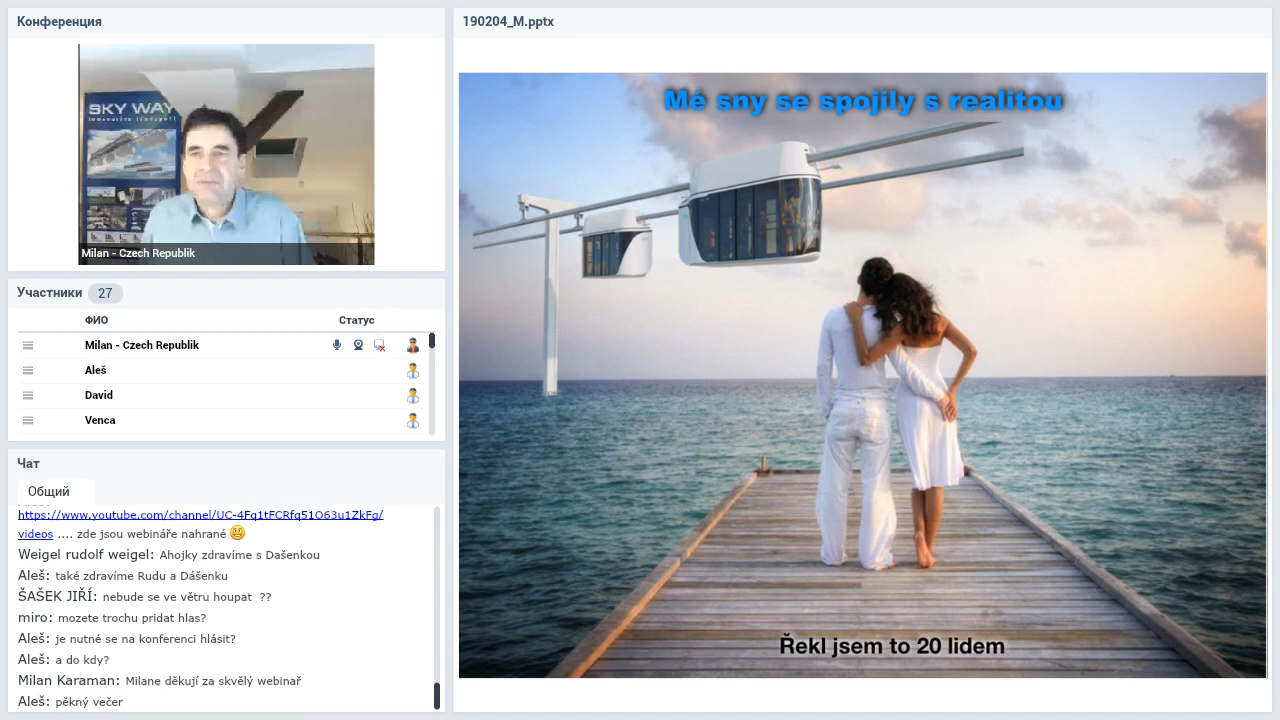 Конференция
SKY WAY
Milan - Czech Republik
Участники 27
ФИО Статус
Milan - Czech Republik
Aleš
David
Venca
Чат
Общий
https://www.youtube.com/channel/UC-4Fq1tFCRfq51O63u1ZkFg/
videos .... zde jsou webináře nahrané
Weigel rudolf weigel: Ahojky zdravíme s Dašenkou
Aleš: také zdravíme Rudu a Dášenku
ŠAŠEK JIŘÍ: nebude se ve větru houpat ??
miro: mozete trochu pridat hlas?
Aleš: je nutné se na konferenci hlásit?
Aleš: a do kdy?
Milan Karaman: Milane děkují za skvělý webinař
Aleš: pěkný večer
190204_M.pptx
Mé sny se spojily s realitou
Řekl jsem to 20 lidem